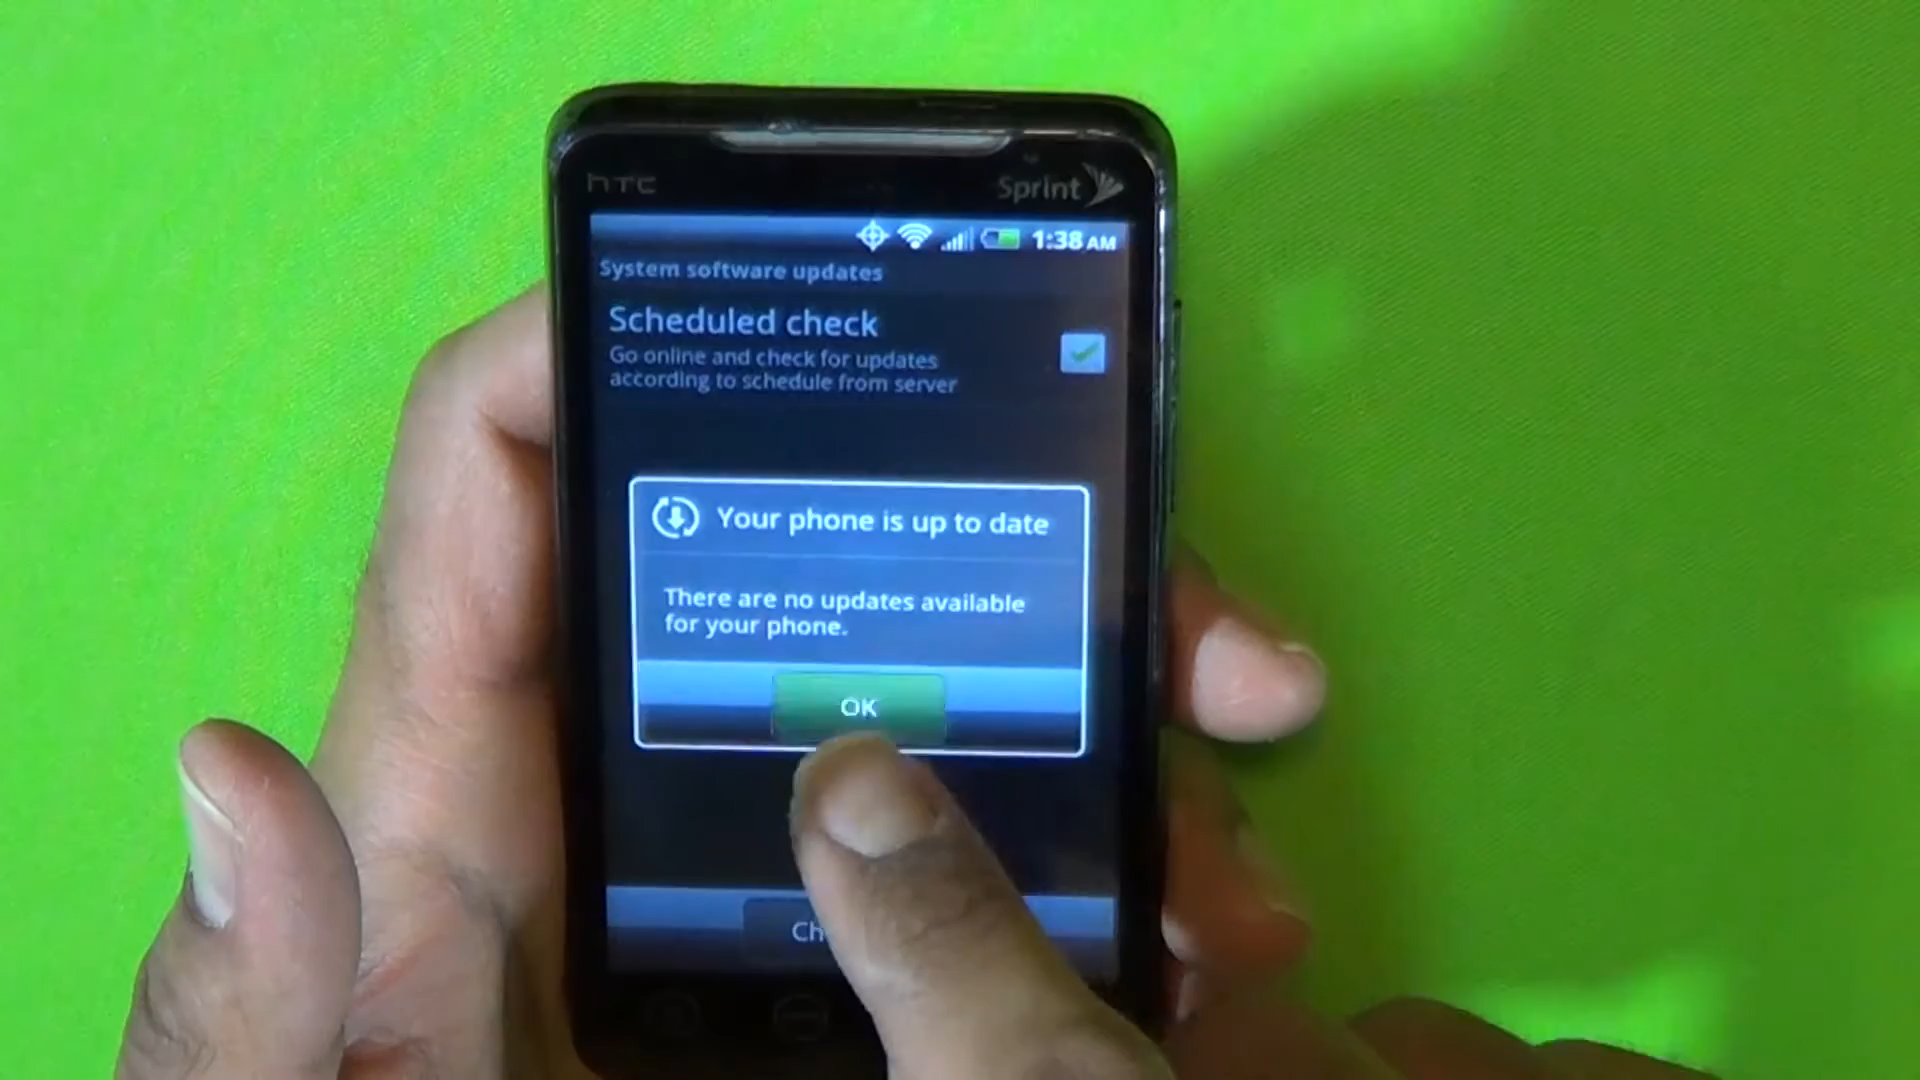 hTC
Sprint
1:38 AM
System software updates
Scheduled check
Go online and check for updates
according to schedule from server
Your phone is up to date
There are no updates available
for your phone.
OK
Ch